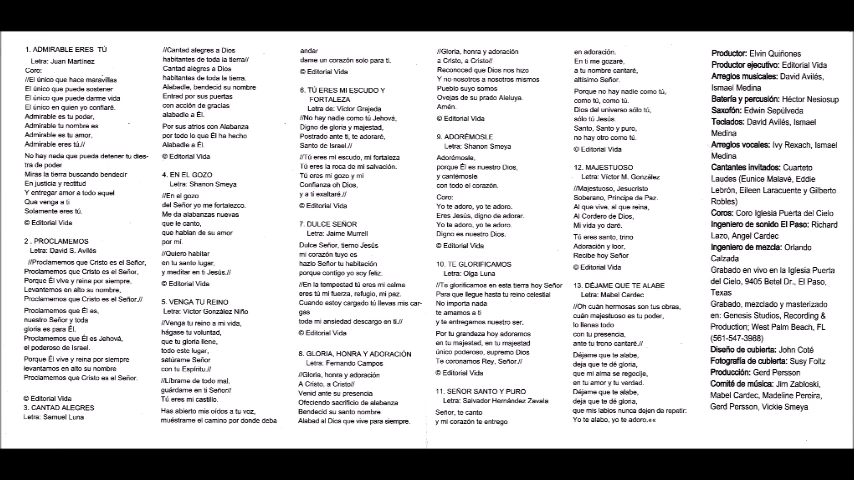 1. ADMIRABLE ERES TÚ
Letra: Juan Martínez
Coro:
//El único que hace maravillas
El único que puede sostener
El único que puede darme vida
El único en quien yo confiaré.
Admirable es tu poder,
Admirable tu nombre es
Admirable es tu amor,
Admirable eres tú.//
No hay nada que pueda detener tu dies-
tra de poder
Miras la tierra buscando bendecir
En justicia y rectitud
Y entregar amor a todo aquel
Que venga a ti
Solamente eres tú.
© Editorial Vida
2 . PROCLAMEMOS
Letra: David S. Avilés
//Proclamemos que Cristo es el Señor,
Proclamemos que Cristo es el Señor,
Porque Él vive y reina por siempre.
Levantemos en alto su nombre,
Proclamemos que Cristo es el Señor.//
Proclamemos que Él es,
nuestro Señor y toda
gloria es para Él.
Proclamemos que Él es Jehová,
el poderoso de Israel.
Porque Él vive y reina por siempre
levantamos en alto su nombre
Proclamemos que Cristo es el Señor.
© Editorial Vida
3. CANTAD ALEGRES
Letra: Samuel Luna
//Cantad alegres a Dios
habitantes de toda la tierra//
Cantad alegres a Dios
habitantes de toda la tierra.
Alabadle, bendecid su nombre
Entrad por sus puertas
con acción de gracias
alabadle a Él.
Por sus atrios con Alabanza
por todo lo que Él ha hecho
Alabadle a Él.
© Editorial Vida
4. EN EL GOZO
Letra: Shanon Smeya
//En el gozo
del Señor yo me fortalezco.
Me da alabanzas nuevas
que le canto,
que hablan de su amor
por mí
//Quiero habitar
en tu santo lugar,
y meditar en ti Jesús.//
© Editorial Vida
5. VENGA TU REINO
Letra: Víctor González Niño
//Venga tu reino a mi vida,
hágase tu voluntad,
que tu gloria llene,
todo este lugar,
satúrame Señor
con tu Espíritu//
//Líbrame de todo mal,
guárdame en ti Señor//
Tú eres mi castillo.
Has abierto mis oídos a tu voz,
muéstrame el camino por donde deba
andar
dame un corazón solo para ti.
© Editorial Vida
6. TÚ ERES MI ESCUDO Y
FORTALEZA
Letra de: Victor Grajeda
//No hay nadie como tú Jehová,
Digno de gloria y majestad,
Postrado ante ti, te adoraré,
Santo de Israel.//
//Tú eres mi escudo, mi fortaleza
Tú eres la roca de mi salvación.
Tú eres mi gozo y mi
Confianza oh Dios,
y a ti exaltaré.//
© Editorial Vida
7. DULCE SEÑOR
Letra: Jaime Murrell
Dulce Señor, tierno Jesús
mi corazón tuyo es
hazlo Señor tu habitación
porque contigo yo soy feliz.
//En la tempestad tú eres mi calma
eres tú mi fuerza, refugio, mi paz.
Cuando estoy cargado tú llevas mis car-
gas
toda mi ansiedad descargo en ti.//
© Editorial Vida
8. GLORIA, HONRA Y ADORACIÓN
Letra: Fernando Campos
//Gloria, honra y adoración
A Cristo, a Cristo//
Venid ante su presencia
Ofeciendo sacrificio de alabanza
Bendecid su santo nombre
Alabad al Dios que vive para siempre.
//Gloria, honra y adoración
a Cristo, a Cristo//
Reconoced que Dios nos hizo
Y no nosotros a nosotros mismos
Pueblo suyo somos
Ovejas de su prado Aleluya.
Amén.
© Editorial Vida
9. ADORÉMOSLE
Letra: Shanon Smeya
Adorémosle,
porque Él es nuestro Dios,
y cantémosle
con todo el corazón.
Coro:
Yo te adoro, yo te adoro.
Eres Jesús, digno de adorar.
Yo te adoro, yo te adoro.
Digno es nuestro Dios.
10. TE GLORIFICAMOS
Letra: Olga Luna
//Te glorificamos en esta tierra hoy Señor
Para que llegue hasta tu reino celestial
No importa nada
te amamos a ti
y te entregamos nuestro ser.
Por tu grandeza hoy adoramos
en tu majestad, en tu majestad
único poderoso, supremo Dios
Te coronamos Rey, Señor.//
© Editorial Vida
11. SEÑOR SANTO Y PURO
Letra: Salvador Hernández Zavala
Señor, te canto
y mi corazón te entrego
en adoración.
En ti me gozaré,
a tu nombre cantaré,
altísimo Señor.
Porque no hay nadie como tú,
como tú, como tú.
Dios del universo sólo tú,
sólo tú Jesús
Santo, Santo y puro,
no hay otro como tú.
© Editorial Vida
12. MAJESTUOSO
Letra: Víctor M. González
//Majestuoso, Jesucristo
Soberano, Príncipe de Paz.
Al que vive, al que reina,
Al Cordero de Dios,
Mi vida yo daré.
Tú eres santo, trino
Adoración y loor,
Recibe hoy Señor
© Editorial Vida
13. DÉJAME QUE TE ALABE
Letra: Mabel Cardec
//Oh cuán hermosas son tus obras,
cuán majestuoso es tu poder,
lo llenas todo
con tu presencia,
ante tu trono cantaré.//
Déjame que te alabe,
deja que te dé gloria,
que mi alma se regocije,
en tu amor y tu verdad.
Déjame que te alabe,
deja que te dé gloria,
que mis labios nunca dejen de repetir:
Yo te alabo, yo te adoro.««
Productor: Elvin Quiñones
Productor ejecutivo: Editorial Vida
Arreglos musicales: David Avilés,
Ismael Medina
Batería y percusión: Héctor Nesiosup
Saxofón: Edwin Sepúlveda
Teclados: David Avilés, Ismael
Medina
Arreglos vocales: Ivy Rexach, Ismael
Medina
Cantantes invitados: Cuarteto
Laudes (Eunice Malavé, Eddie
Lebrón, Eileen Laracuente y Gilberto
Robles)
Coros: Coro Iglesia Puerta del Cielo
Ingeniero de sonido El Paso: Richard
Lazo, Angel Cardec
Ingeniero de mezcla: Orlando
Calzada
Grabado en vivo en la Iglesia Puerta
del Cielo, 9405 Betel Dr., El Paso,
Texas
Grabado, mezclado y masterizado
en: Genesis Studios, Recording &
Production; West Palm Beach, FL
(561-547-3988)
Diseño de cubierta: John Coté
Fotografía de cubierta: Susy Foltz
Producción: Gerd Persson
Comité de música: Jim Zabloski,
Mabel Cardec, Madeline Pereira,
Gerd Persson, Vickie Smeya